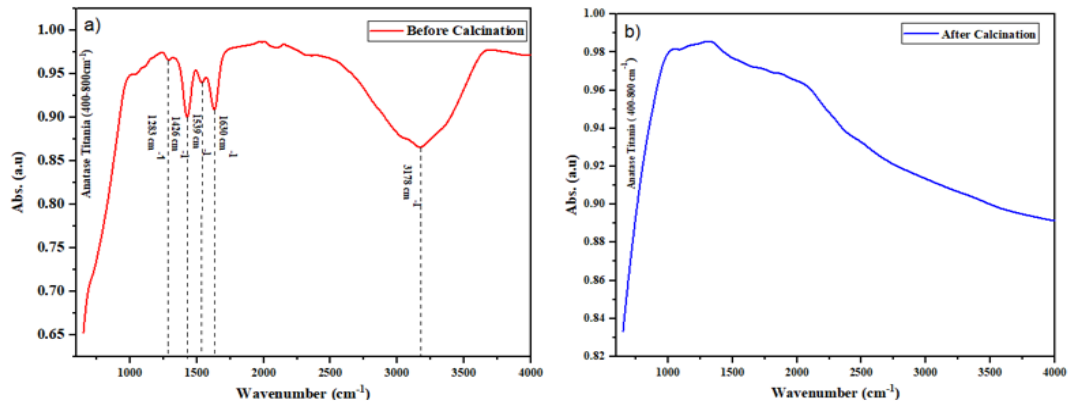 a)
Before Calcination
Abs. (a.u)
1.00
0.95
0.90
0.85
0.80
0.75
0.70
0.65
Anatase Titania (400-800cm⁻¹)
1283 cm⁻¹
1426 cm⁻¹
1539 cm⁻¹
1630 cm⁻¹
3178 cm⁻¹
1000 1500 2000 2500 3000 3500 4000
Wavenumber (cm⁻¹)
b)
After Calcination
Abs. (a.u)
1.00
0.98
0.96
0.94
0.92
0.90
0.88
0.86
0.84
0.82
Anatase Titania ( 400-800 cm⁻¹)
1000 1500 2000 2500 3000 3500 4000
Wavenumber (cm⁻¹)